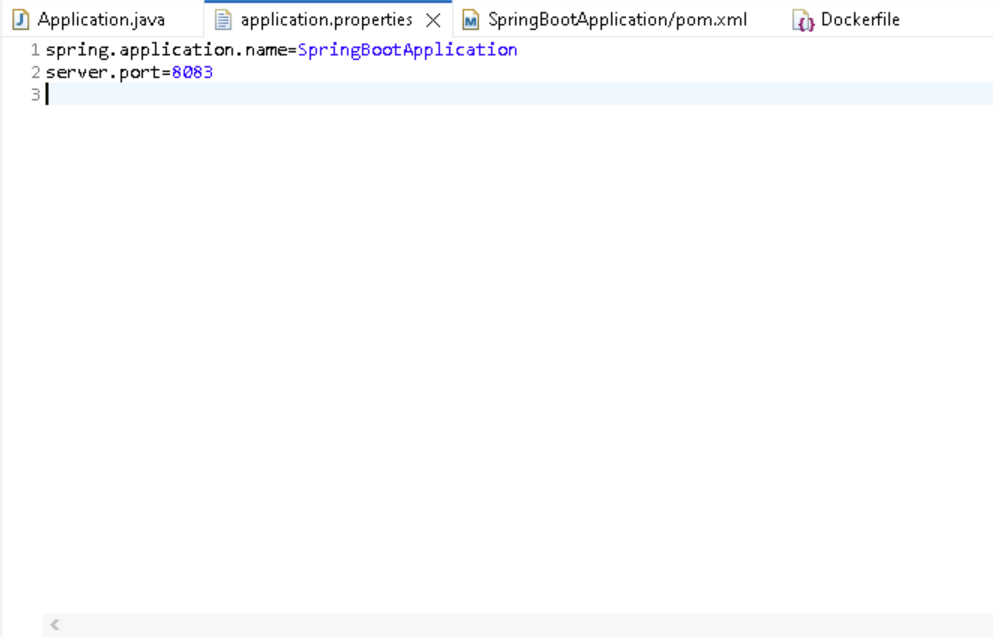 Application.java application.properties SpringBootApplication/pom.xml Dockerfile
1 spring.application.name=SpringBootApplication
2 server.port=8083
3